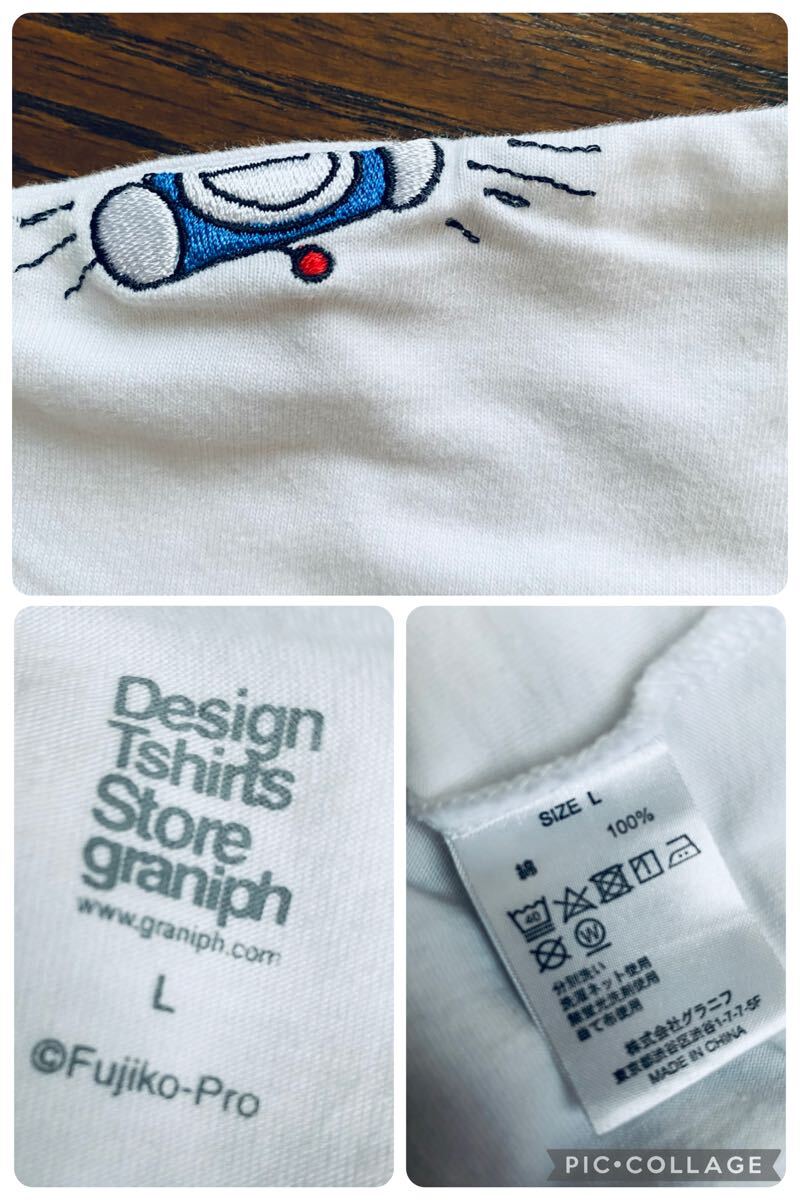 Design
Tshirts
Store
graniph
www.graniph.com
L
©Fujiko-Pro
SIZE L
綿 100%
40
W
分別洗い
洗濯ネット使用
無蛍光洗剤使用
当て布使用
株式会社グラニフ
東京都渋谷区渋谷1-7-7-5F
MADE IN CHINA
PIC•COLLAGE